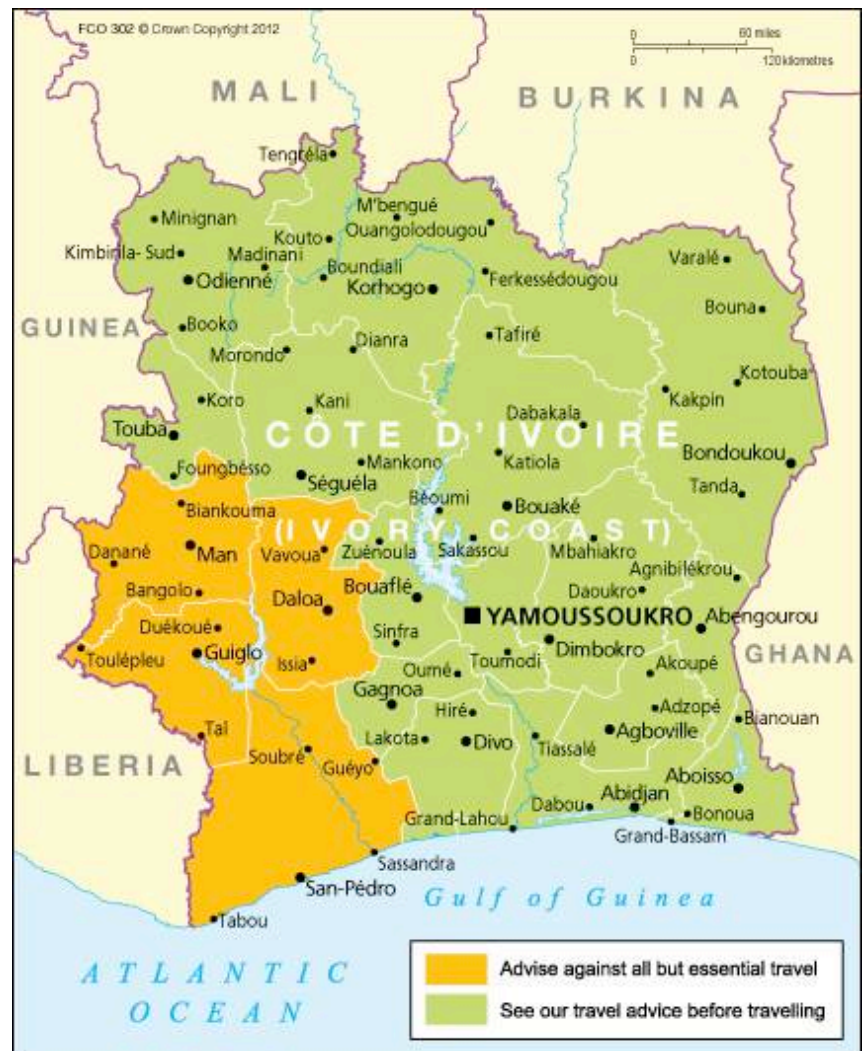 FCO 302 © Crown Copyright 2012
0 60 miles
0 120 kilometres
MALI
BURKINA
Tengréla
M'bengué
Minignan
Ouangolodougou
Kouto
Kimbirila- Sud
Madinani
Varalé
Boundiali
Ferkessédougou
Odienné
Korhogo
Bouna
GUINEA
Booko
Tafiré
Morondo
Dianra
Kotouba
Koro
Kakpin
Kani
Dabakala
Touba
CÔTE D'IVOIRE
Mankono
Katiola
Bondoukou
Foungbésso
Séguéla
Tanda
Béoumi
Bouaké
Biankouma
(IVORY COAST)
Man
Vavoua
Zuénoula
Sakassou
Mbahiakro
Danané
Agnibilékrou
Bangolo
Daloa
Bouaflé
Daoukro
YAMOUSSOUKRO
Abengourou
Duékoué
Sinfra
Dimbokro
Toulépleu
Guiglo
Issia
Toumodi
GHANA
Oumé
Akoupé
Gagnoa
Hiré
Adzopé
Bianouan
Taï
Lakota
Divo
Tiassalé
Agboville
Soubré
Guéyo
LIBERIA
Aboisso
Dabou
Abidjan
Grand-Lahou
Bonoua
Grand-Bassam
Sassandra
San-Pédro
Gulf of Guinea
Tabou
ATLANTIC
OCEAN
Advise against all but essential travel
See our travel advice before travelling